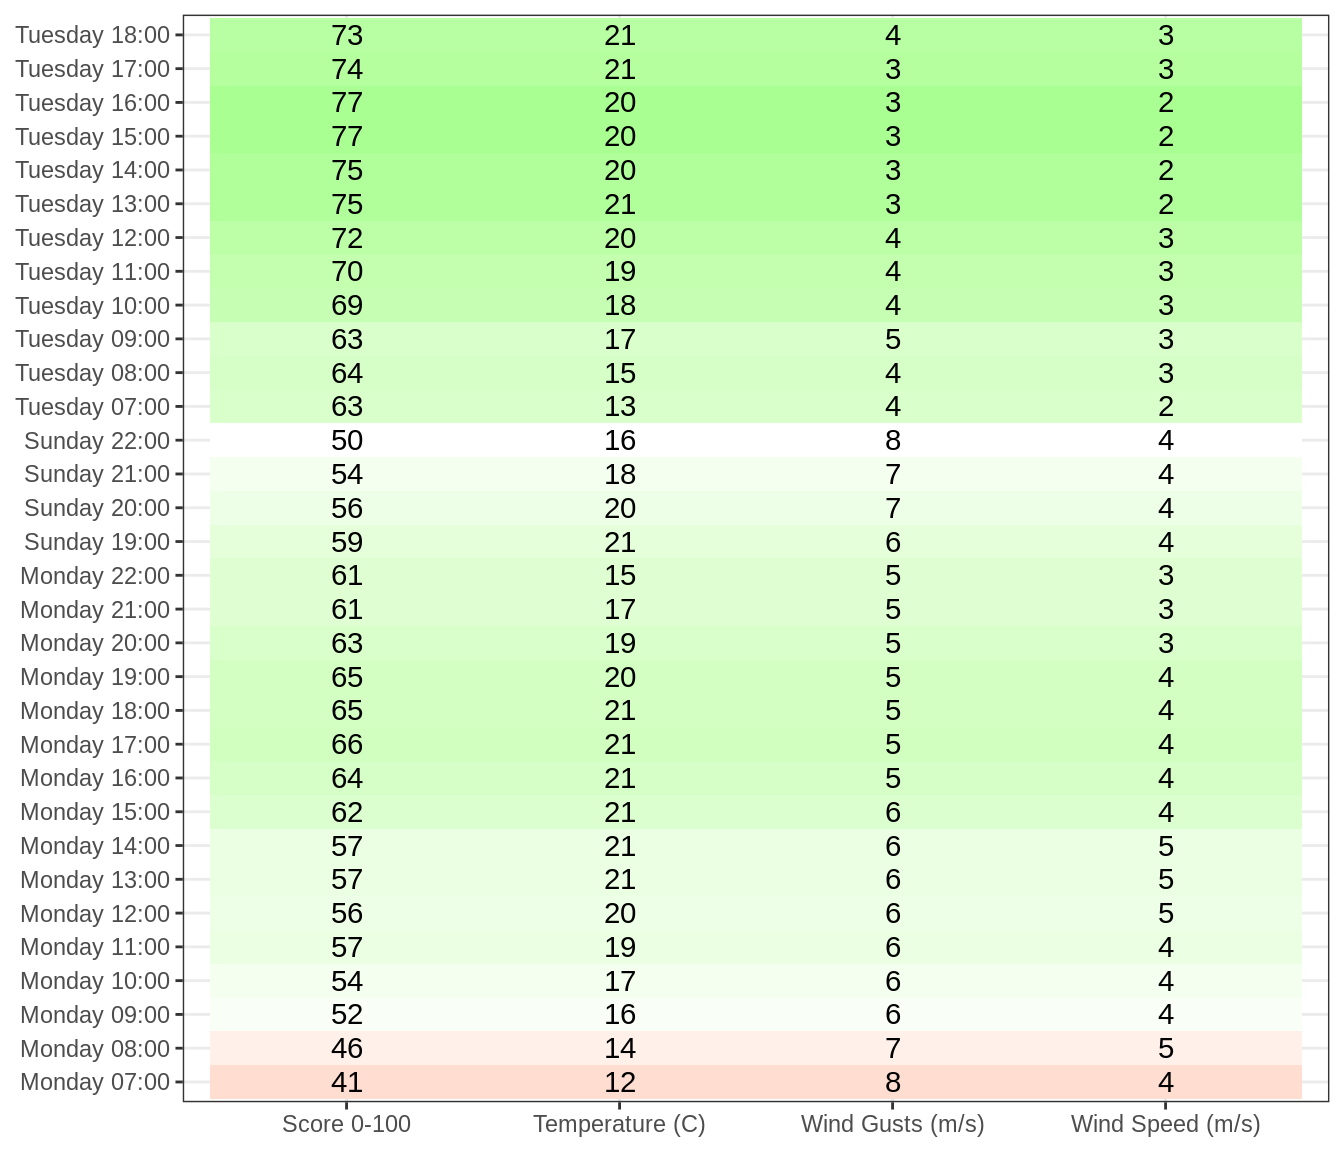 Tuesday 18:00 73 21 4 3
Tuesday 17:00 74 21 3 3
Tuesday 16:00 77 20 3 2
Tuesday 15:00 77 20 3 2
Tuesday 14:00 75 20 3 2
Tuesday 13:00 75 21 3 2
Tuesday 12:00 72 20 4 3
Tuesday 11:00 70 19 4 3
Tuesday 10:00 69 18 4 3
Tuesday 09:00 63 17 5 3
Tuesday 08:00 64 15 4 3
Tuesday 07:00 63 13 4 2
Sunday 22:00 50 16 8 4
Sunday 21:00 54 18 7 4
Sunday 20:00 56 20 7 4
Sunday 19:00 59 21 6 4
Monday 22:00 61 15 5 3
Monday 21:00 61 17 5 3
Monday 20:00 63 19 5 3
Monday 19:00 65 20 5 4
Monday 18:00 65 21 5 4
Monday 17:00 66 21 5 4
Monday 16:00 64 21 5 4
Monday 15:00 62 21 6 4
Monday 14:00 57 21 6 5
Monday 13:00 57 21 6 5
Monday 12:00 56 20 6 5
Monday 11:00 57 19 6 4
Monday 10:00 54 17 6 4
Monday 09:00 52 16 6 4
Monday 08:00 46 14 7 5
Monday 07:00 41 12 8 4
Score 0-100 Temperature (C) Wind Gusts (m/s) Wind Speed (m/s)